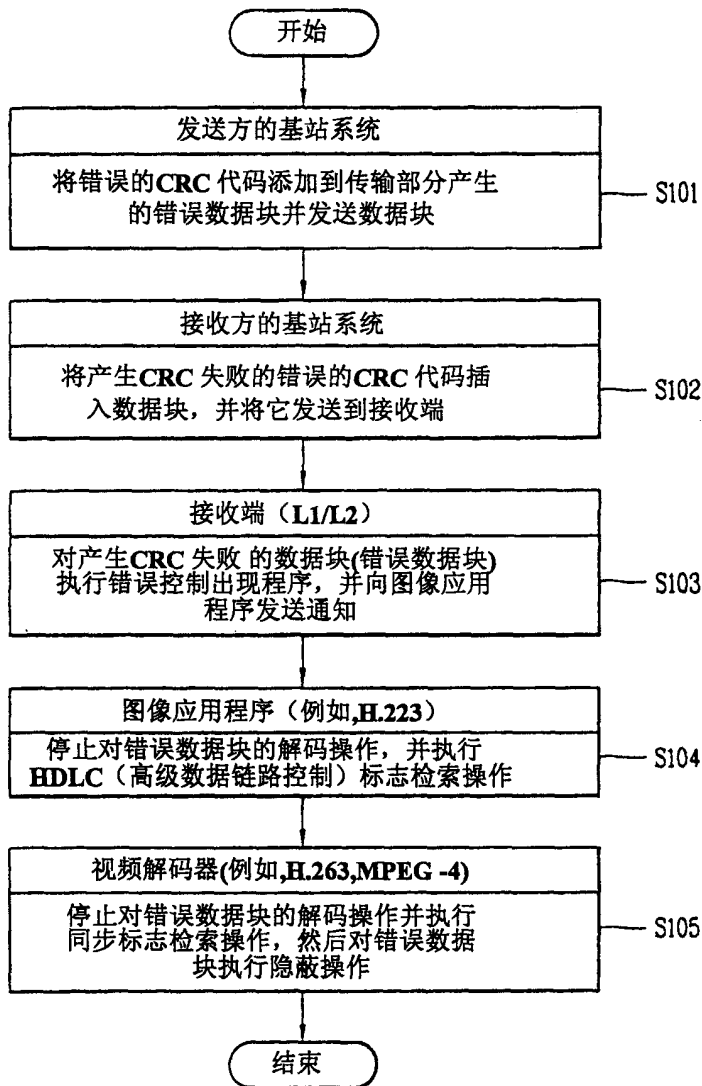 开始
发送方的基站系统
将错误的CRC 代码添加到传输部分产生
的错误数据块并发送数据块
S101
接收方的基站系统
将产生CRC 失败的错误的CRC 代码插
入数据块，并将它发送到接收端
S102
接收端（L1/L2）
对产生CRC 失败 的数据块(错误数据块)
执行错误控制出现程序，并向图像应用
程序发送通知
S103
图像应用程序（例如,H.223）
停止对错误数据块的解码操作，并执行
HDLC（高级数据链路控制）标志检索操作
S104
视频解码器(例如,H.263,MPEG -4)
停止对错误数据块的解码操作并执行
同步标志检索操作，然后对错误数据
块执行隐蔽操作
S105
结束